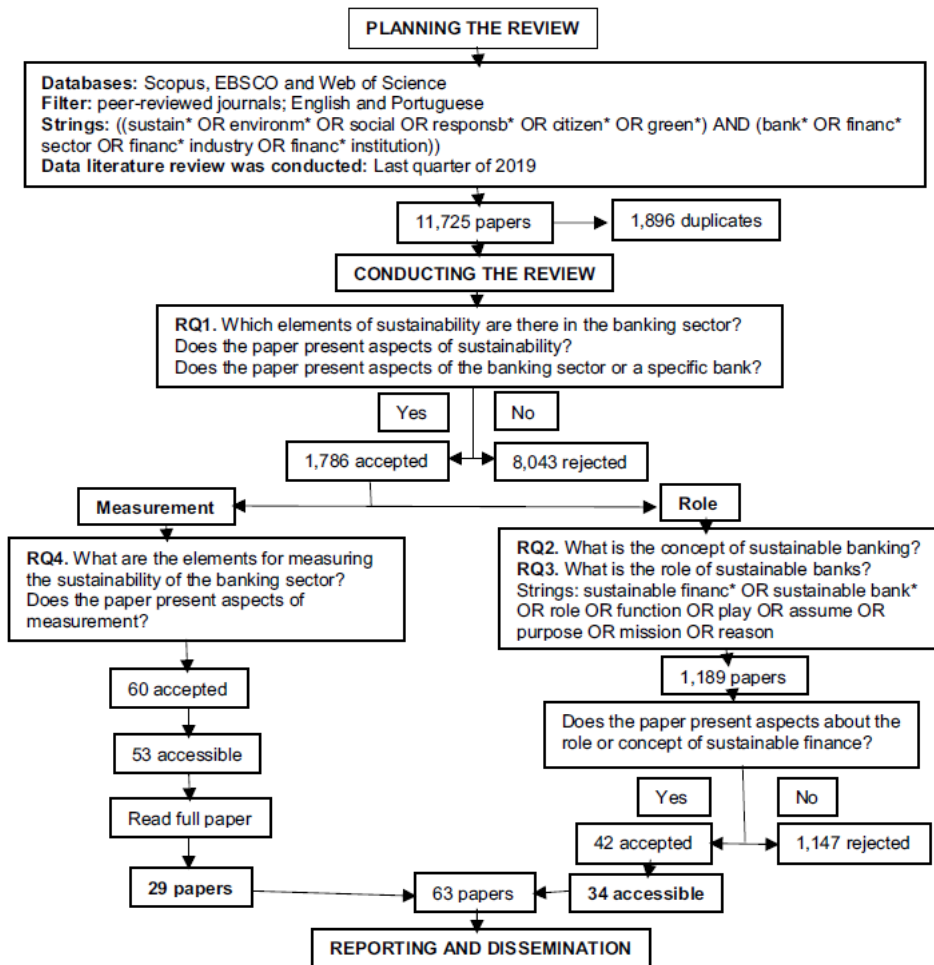 PLANNING THE REVIEW
Databases: Scopus, EBSCO and Web of Science
Filter: peer-reviewed journals; English and Portuguese
Strings: ((sustain* OR environm* OR social OR responsb* OR citizen* OR green*) AND (bank* OR financ*
sector OR financ* industry OR financ* institution))
Data literature review was conducted: Last quarter of 2019
11,725 papers
1,896 duplicates
CONDUCTING THE REVIEW
RQ1. Which elements of sustainability are there in the banking sector?
Does the paper present aspects of sustainability?
Does the paper present aspects of the banking sector or a specific bank?
Yes
No
1,786 accepted
8,043 rejected
Measurement
RQ4. What are the elements for measuring
the sustainability of the banking sector?
Does the paper present aspects of
measurement?
60 accepted
53 accessible
Read full paper
29 papers
Role
RQ2. What is the concept of sustainable banking?
RQ3. What is the role of sustainable banks?
Strings: sustainable financ* OR sustainable bank*
OR role OR function OR play OR assume OR
purpose OR mission OR reason
1,189 papers
Does the paper present aspects about the
role or concept of sustainable finance?
Yes
No
42 accepted
1,147 rejected
34 accessible
63 papers
REPORTING AND DISSEMINATION